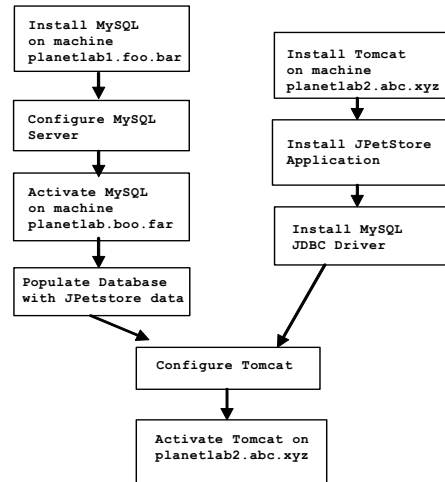 Install MySQL
on machine
planetlab1.foo.bar
Configure MySQL
Server
Activate MySQL
on machine
planetlab.boo.far
Populate Database
with JPetstore data
Install Tomcat
on machine
planetlab2.abc.xyz
Install JPetStore
Application
Install MySQL
JDBC Driver
Configure Tomcat
Activate Tomcat on
planetlab2.abc.xyz